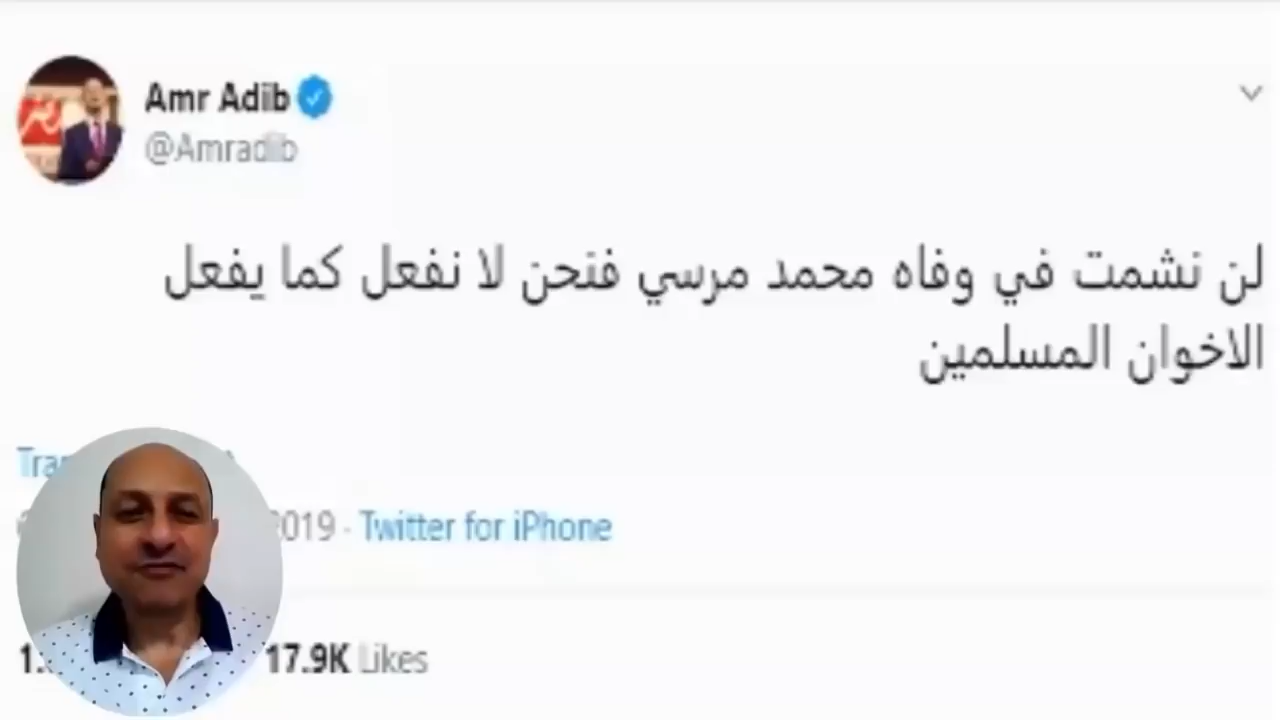 Amr Adib
@Amradib
لن نشمت في وفاه محمد مرسي فنحن لا نفعل كما يفعل
الاخوان المسلمين
2019 · Twitter for iPhone
17.9K Likes